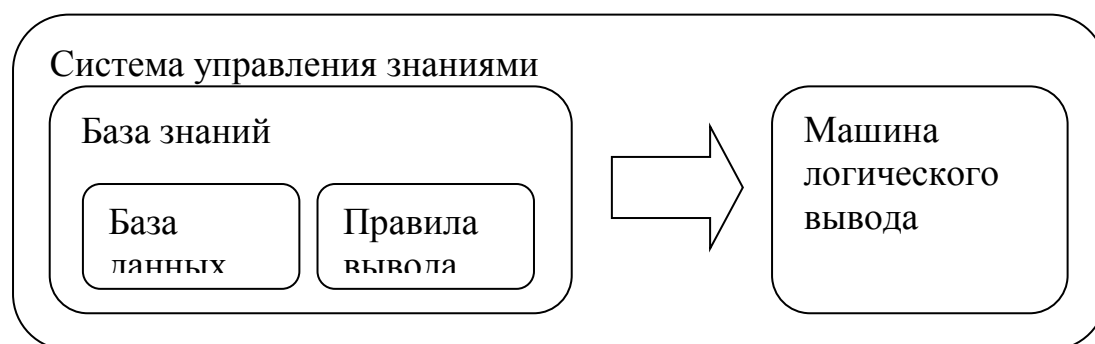 Система управления знаниями
База знаний
База
данных
Правила
вывода
Машина
логического
вывода